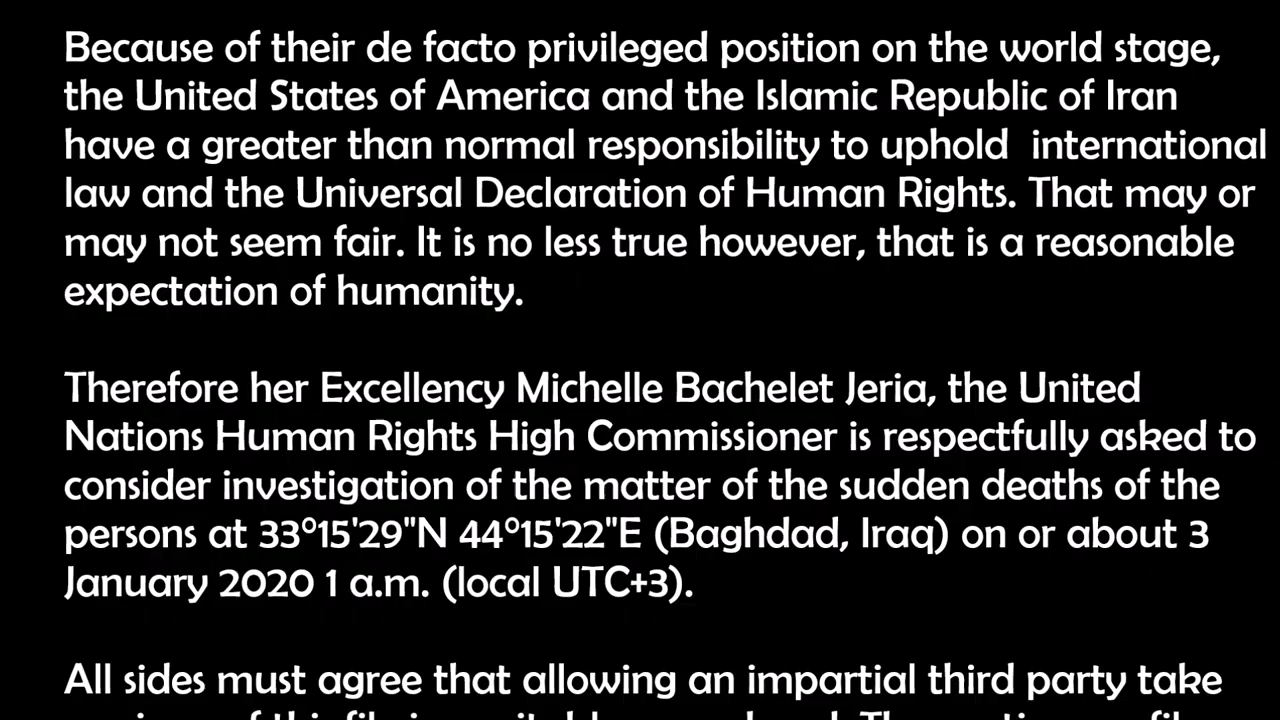 Because of their de facto privileged position on the world stage,
the United States of America and the Islamic Republic of Iran
have a greater than normal responsibility to uphold  international
law and the Universal Declaration of Human Rights. That may or
may not seem fair. It is no less true however, that is a reasonable
expectation of humanity.
Therefore her Excellency Michelle Bachelet Jeria, the United
Nations Human Rights High Commissioner is respectfully asked to
consider investigation of the matter of the sudden deaths of the
persons at 33°15'29"N 44°15'22"E (Baghdad, Iraq) on or about 3
January 2020 1 a.m. (local UTC+3).
All sides must agree that allowing an impartial third party take